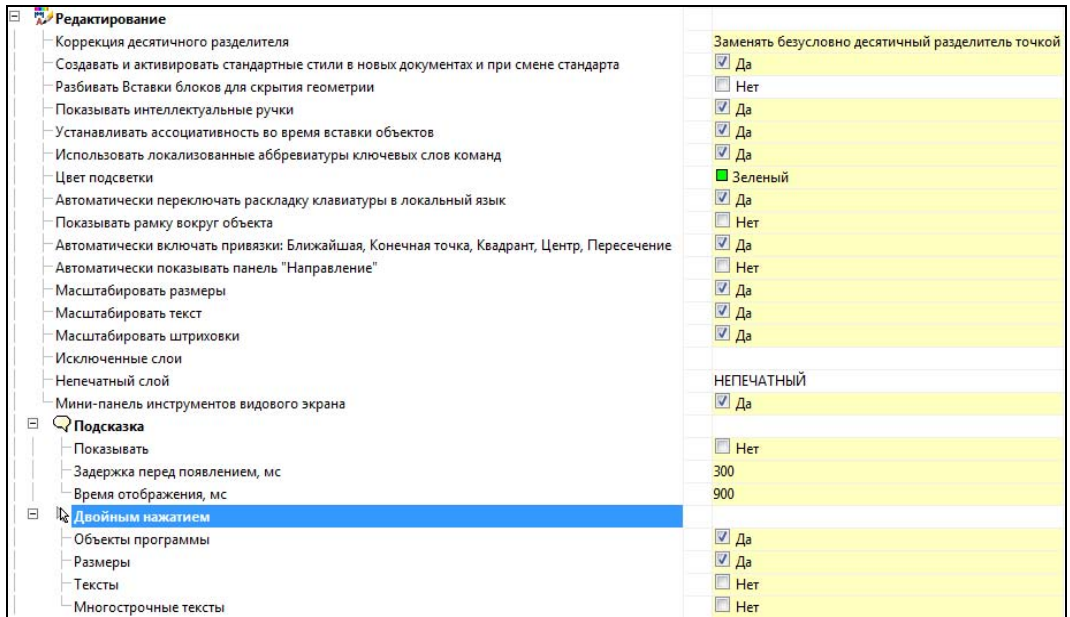 Редактирование
Коррекция десятичного разделителя Заменять безусловно десятичный разделитель точкой
Создавать и активировать стандартные стили в новых документах и при смене стандарта Да
Разбивать Вставки блоков для скрытия геометрии Нет
Показывать интеллектуальные ручки Да
Устанавливать ассоциативность во время вставки объектов Да
Использовать локализованные аббревиатуры ключевых слов команд Да
Цвет подсветки Зеленый
Автоматически переключать раскладку клавиатуры в локальный язык Да
Показывать рамку вокруг объекта Нет
Автоматически включать привязки: Ближайшая, Конечная точка, Квадрант, Центр, Пересечение Да
Автоматически показывать панель "Направление" Нет
Масштабировать размеры Да
Масштабировать текст Да
Масштабировать штриховки Да
Исключенные слои
Непечатный слой НЕПЕЧАТНЫЙ
Мини-панель инструментов видового экрана Да
Подсказка
Показывать Нет
Задержка перед появлением, мс 300
Время отображения, мс 900
Двойным нажатием
Объекты программы Да
Размеры Да
Тексты Нет
Многострочные тексты Нет